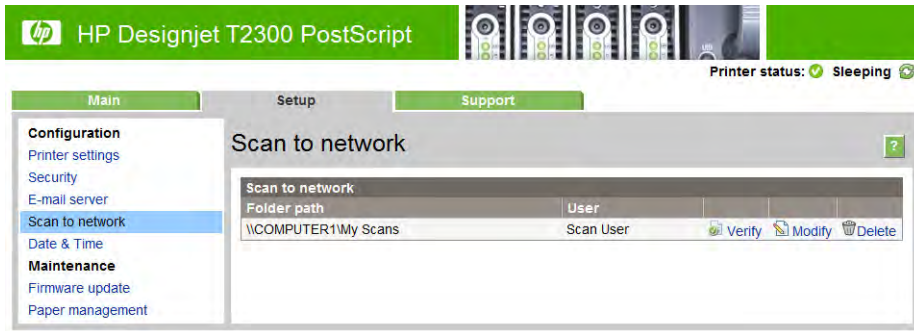 hp HP Designjet T2300 PostScript
Printer status: Sleeping
Main Setup Support
Configuration
Printer settings
Security
E-mail server
Scan to network
Date & Time
Maintenance
Firmware update
Paper management
Scan to network
?
Scan to network
Folder path User
\\COMPUTER1\My Scans Scan User Verify Modify Delete